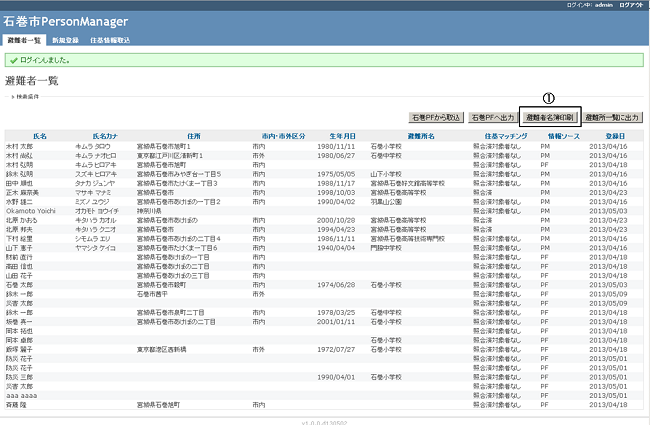 ログイン中: admin ログアウト
石巻市PersonManager
避難者一覧 新規登録 住基情報取込
ログインしました。
避難者一覧
検索条件
①
石巻PFから取込 石巻PFへ出力 避難者名簿印刷 避難所一覧に出力
氏名 氏名カナ 住所 市内・市外区分 生年月日 避難所名 住基マッチング 情報ソース 登録日
木村 太郎 キムラ タロウ 宮城県石巻市旭町1 市内 1980/11/11 石巻小学校 照合済対象者なし PM 2013/04/16
木村 尚弘 キムラ ナオヒロ 東京都江戸川区清新町1 市外 1980/06/27 石巻中学校 照合済対象者なし PM 2013/04/16
木村 弘明 キムラ ヒロアキ 宮城県石巻市旭町 市内 照合済対象者なし PF 2013/04/18
鈴木 弘明 スズキ ヒロアキ 宮城県石巻市みやぎ台一丁目5 市内 1975/05/05 山下小学校 照合済対象者なし PM 2013/04/16
田中 順也 タナカ ジュンヤ 宮城県石巻市たけくま一丁目3 市内 1988/11/17 宮城県石巻好文館高等学校 照合済対象者なし PM 2013/04/16
正木 麻奈美 マサキ マナミ 宮城県石巻市 市内 1998/10/03 宮城県石巻高等学校 照合済 PM 2013/04/23
水野 雄二 ミズノ ユウジ 宮城県石巻市あけぼの一丁目2 市内 1990/04/02 羽黒山公園 照合済対象者なし PM 2013/04/16
Okamoto Yoichi オカモト ヨウイチ 神奈川県 照合済対象者なし PM 2013/05/03
北原 かおる キタハラ カオル 宮城県石巻市あけぼの 市内 2000/10/28 宮城県石巻高等学校 照合済 PM 2013/04/23
北原 邦夫 キタハラ クニオ 宮城県石巻市 市内 1994/04/23 宮城県石巻高等学校 照合済 PM 2013/04/23
下村 絵里 シモムラ エリ 宮城県石巻市あけぼの二丁目4 市内 1986/11/11 宮城県石巻高等技術専門校 照合済対象者なし PM 2013/04/16
山下 恵子 ヤマシタ ケイコ 宮城県石巻市たけくま一丁目6 市内 1940/04/04 門脇中学校 照合済対象者なし PM 2013/04/16
財前 直行 宮城県石巻市あけぼの一丁目 市内 照合済対象者なし PF 2013/04/18
高田 信也 宮城県石巻市あけぼの二丁目 市内 照合済対象者なし PF 2013/04/18
山田 花子 宮城県石巻市あけぼの三丁目 市内 照合済対象者なし PF 2013/04/18
石巻 太郎 宮城県石巻市穀町 市内 1974/06/28 石巻小学校 照合済対象者なし PF 2013/05/03
鈴木 一郎 石巻市茜平 市外 照合済対象者なし PF 2013/05/09
災害 太郎 照合済対象者なし PF 2013/05/09
鈴木 一郎 宮城県石巻市泉町二丁目 市内 1978/03/25 石巻中学校 照合済対象者なし PF 2013/04/18
坂巻 真一 宮城県石巻市あけぼの二丁目 市内 2001/01/11 石巻小学校 照合済対象者なし PF 2013/04/18
岡本 拓也 照合済対象者なし PF 2013/04/18
岡本 卓郎 石巻小学校 照合済対象者なし PF 2013/04/18
飯塚 麗子 東京都港区西新橋 市外 1972/07/27 石巻小学校 照合済対象者なし PF 2013/04/18
防災 花子 照合済対象者なし PF 2013/05/01
防災 花子 照合済対象者なし PF 2013/05/01
防災 三郎 1990/04/01 石巻小学校 照合済対象者なし PF 2013/05/01
災害 太郎 照合済対象者なし PF 2013/05/01
aaa aaaa 照合済対象者なし PF 2013/05/01
斉藤 隆 宮城県石巻市旭町 市内 照合済対象者なし PF 2013/04/18